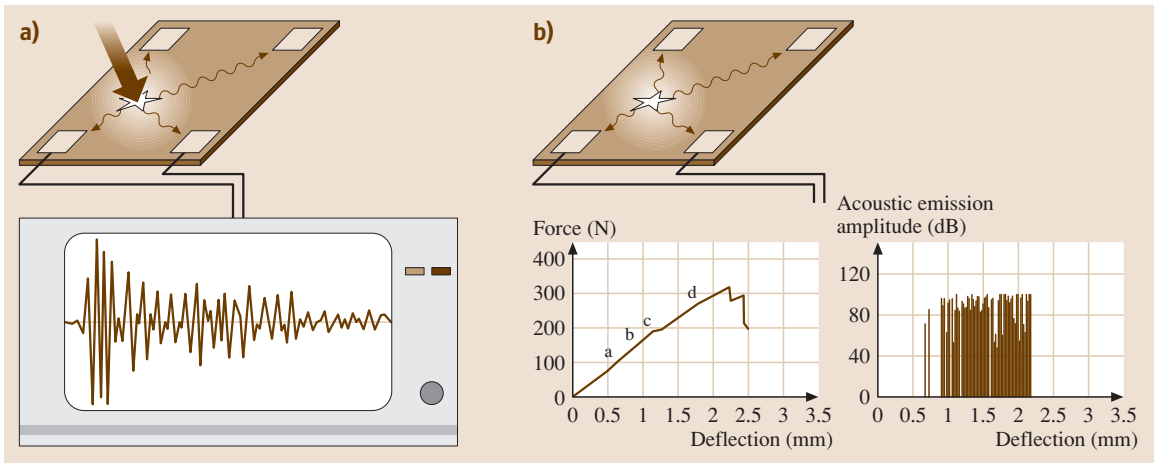 a)
b)
Force (N)
400
300
200
100
0
a
b
c
d
0 0.5 1 1.5 2 2.5 3 3.5
Deflection (mm)
Acoustic emission
amplitude (dB)
120
80
40
0
0 0.5 1 1.5 2 2.5 3 3.5
Deflection (mm)